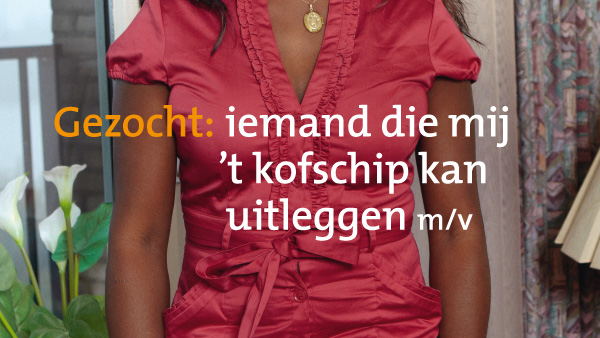 Gezocht: iemand die mij
’t kofschip kan
uitleggen m/v